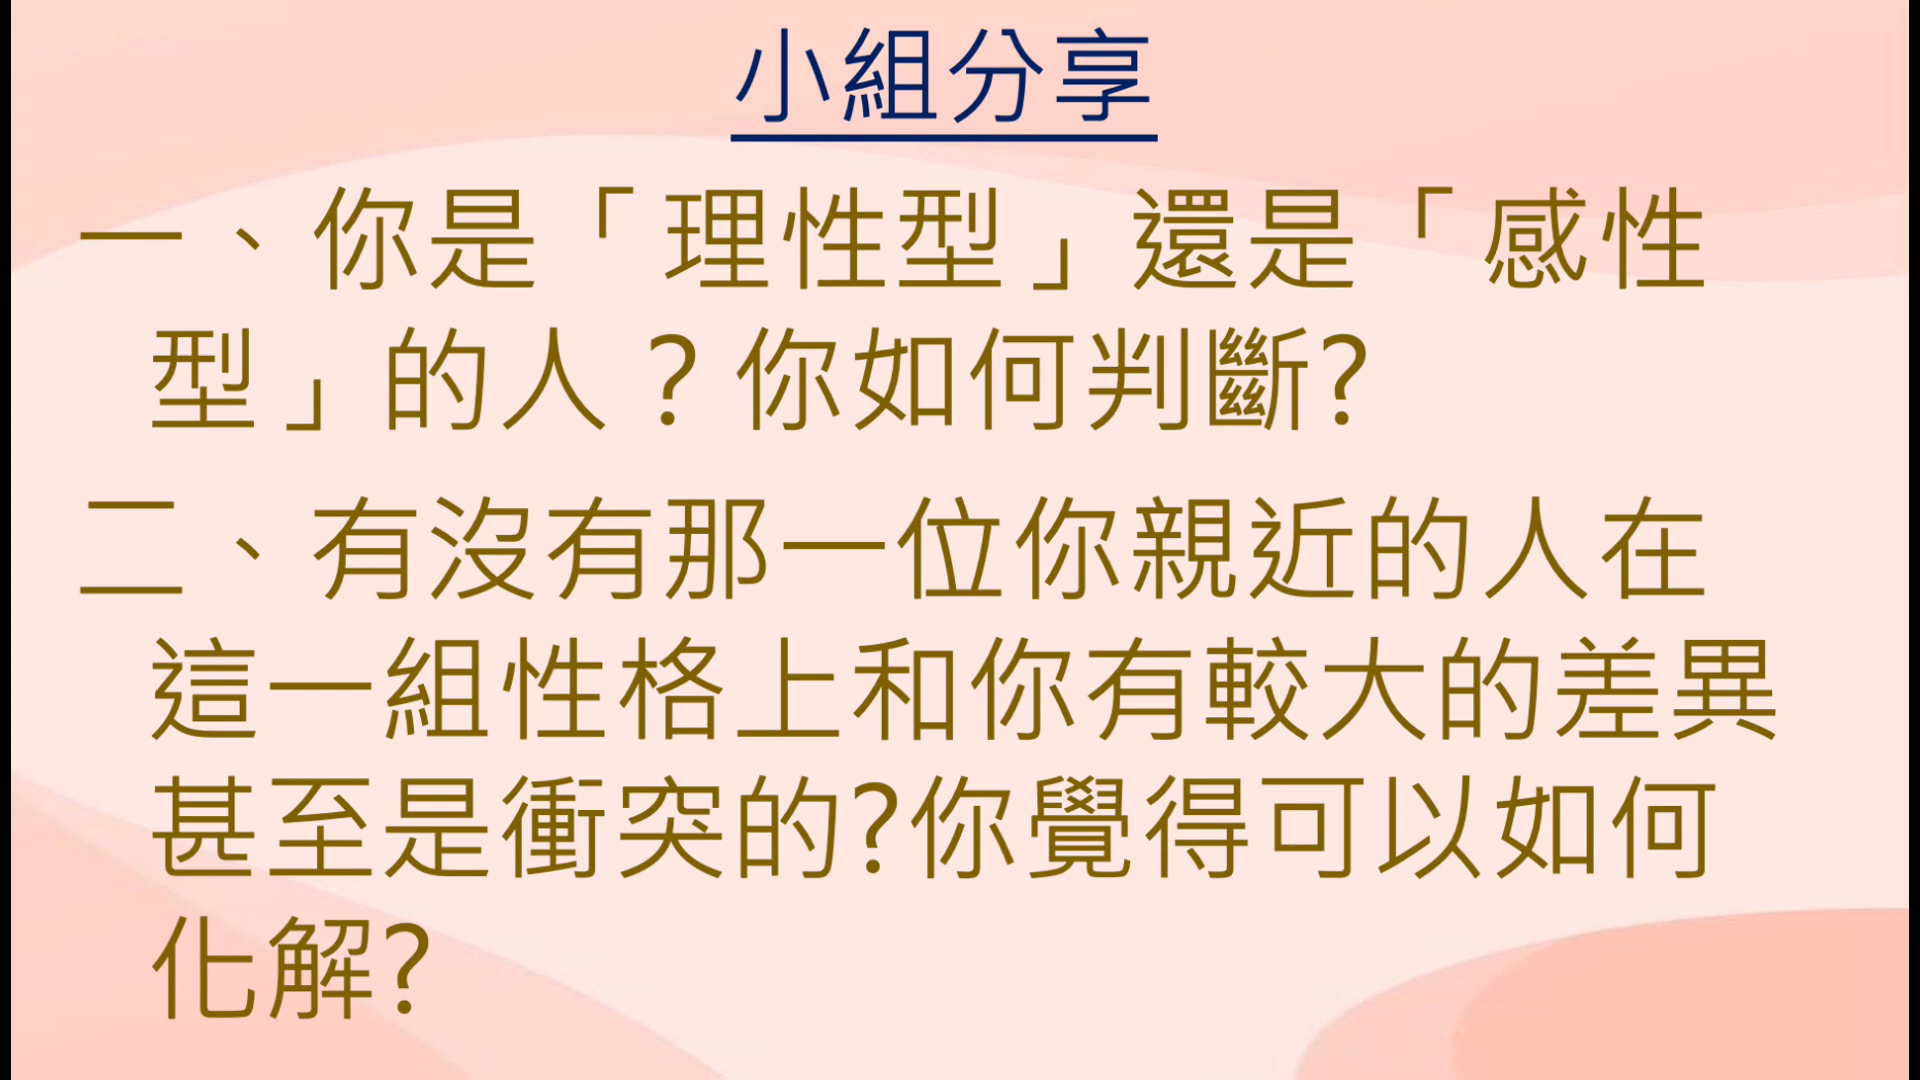 小組分享
一、你是「理性型」還是「感性
型」的人？你如何判斷?
二、有沒有那一位你親近的人在
這一組性格上和你有較大的差異
甚至是衝突的?你覺得可以如何
化解?